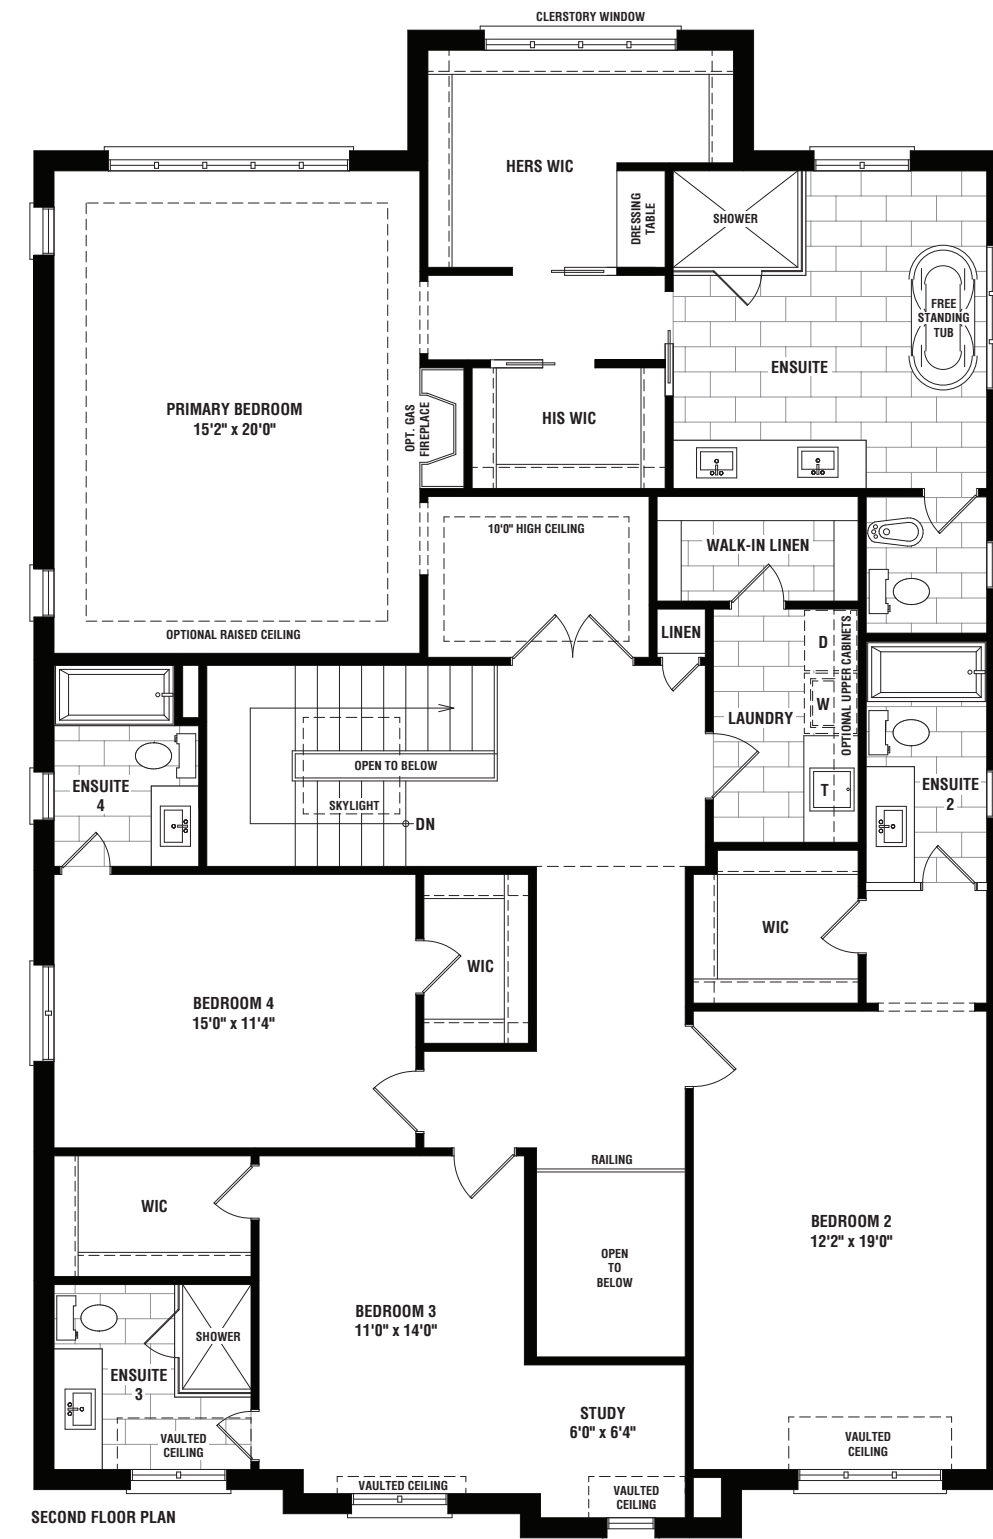 CLERSTORY WINDOW
HERS WIC
DRESSING
TABLE
SHOWER
FREE
STANDING
TUB
ENSUITE
PRIMARY BEDROOM
15'2" x 20'0"
OPT. GAS
FIREPLACE
HIS WIC
10'0" HIGH CEILING
WALK-IN LINEN
OPTIONAL RAISED CEILING
LINEN
D
W
OPTIONAL UPPER CABINETS
LAUNDRY
T
OPEN TO BELOW
SKYLIGHT
DN
ENSUITE
4
ENSUITE
2
WIC
WIC
BEDROOM 4
15'0" x 11'4"
RAILING
WIC
OPEN
TO
BELOW
BEDROOM 2
12'2" x 19'0"
BEDROOM 3
11'0" x 14'0"
SHOWER
ENSUITE
3
STUDY
6'0" x 6'4"
VAULTED
CEILING
VAULTED
CEILING
VAULTED CEILING
VAULTED
CEILING
SECOND FLOOR PLAN